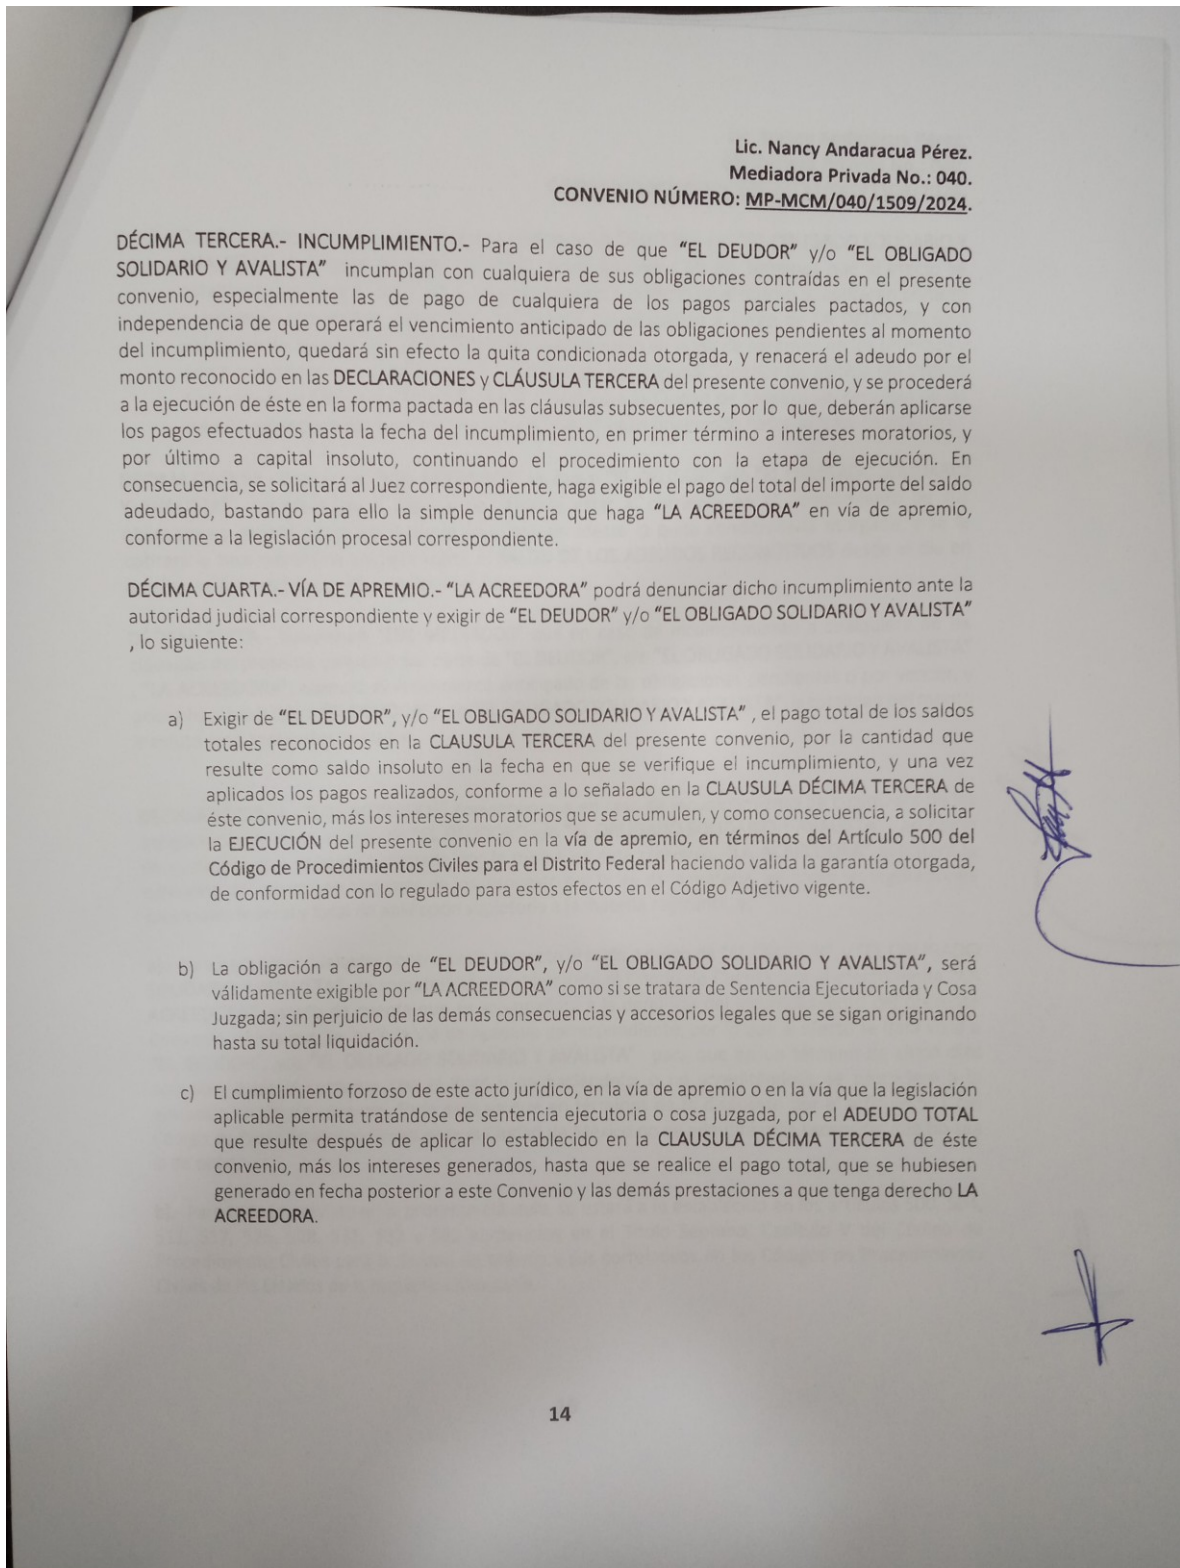 Lic. Nancy Andaracua Pérez.
Mediadora Privada No.: 040.
CONVENIO NÚMERO: MP-MCM/040/1509/2024.
DÉCIMA TERCERA.- INCUMPLIMIENTO.- Para el caso de que “EL DEUDOR” y/o “EL OBLIGADO
SOLIDARIO Y AVALISTA” incumplan con cualquiera de sus obligaciones contraídas en el presente
convenio, especialmente las de pago de cualquiera de los pagos parciales pactados, y con
independencia de que operará el vencimiento anticipado de las obligaciones pendientes al momento
del incumplimiento, quedará sin efecto la quita condicionada otorgada, y renacerá el adeudo por el
monto reconocido en las DECLARACIONES y CLÁUSULA TERCERA del presente convenio, y se procederá
a la ejecución de éste en la forma pactada en las cláusulas subsecuentes, por lo que, deberán aplicarse
los pagos efectuados hasta la fecha del incumplimiento, en primer término a intereses moratorios, y
por último a capital insoluto, continuando el procedimiento con la etapa de ejecución. En
consecuencia, se solicitará al Juez correspondiente, haga exigible el pago del total del importe del saldo
adeudado, bastando para ello la simple denuncia que haga “LA ACREEDORA” en vía de apremio,
conforme a la legislación procesal correspondiente.
DÉCIMA CUARTA.- VÍA DE APREMIO.- “LA ACREEDORA” podrá denunciar dicho incumplimiento ante la
autoridad judicial correspondiente y exigir de “EL DEUDOR” y/o “EL OBLIGADO SOLIDARIO Y AVALISTA”
, lo siguiente:
a) Exigir de “EL DEUDOR”, y/o “EL OBLIGADO SOLIDARIO Y AVALISTA” , el pago total de los saldos
totales reconocidos en la CLAUSULA TERCERA del presente convenio, por la cantidad que
resulte como saldo insoluto en la fecha en que se verifique el incumplimiento, y una vez
aplicados los pagos realizados, conforme a lo señalado en la CLAUSULA DÉCIMA TERCERA de
éste convenio, más los intereses moratorios que se acumulen, y como consecuencia, a solicitar
la EJECUCIÓN del presente convenio en la vía de apremio, en términos del Artículo 500 del
Código de Procedimientos Civiles para el Distrito Federal haciendo valida la garantía otorgada,
de conformidad con lo regulado para estos efectos en el Código Adjetivo vigente.
b) La obligación a cargo de “EL DEUDOR”, y/o “EL OBLIGADO SOLIDARIO Y AVALISTA”, será
válidamente exigible por “LA ACREEDORA” como si se tratara de Sentencia Ejecutoriada y Cosa
Juzgada; sin perjuicio de las demás consecuencias y accesorios legales que se sigan originando
hasta su total liquidación.
c) El cumplimiento forzoso de este acto jurídico, en la vía de apremio o en la vía que la legislación
aplicable permita tratándose de sentencia ejecutoria o cosa juzgada, por el ADEUDO TOTAL
que resulte después de aplicar lo establecido en la CLAUSULA DÉCIMA TERCERA de éste
convenio, más los intereses generados, hasta que se realice el pago total, que se hubiesen
generado en fecha posterior a este Convenio y las demás prestaciones a que tenga derecho LA
ACREEDORA.
14